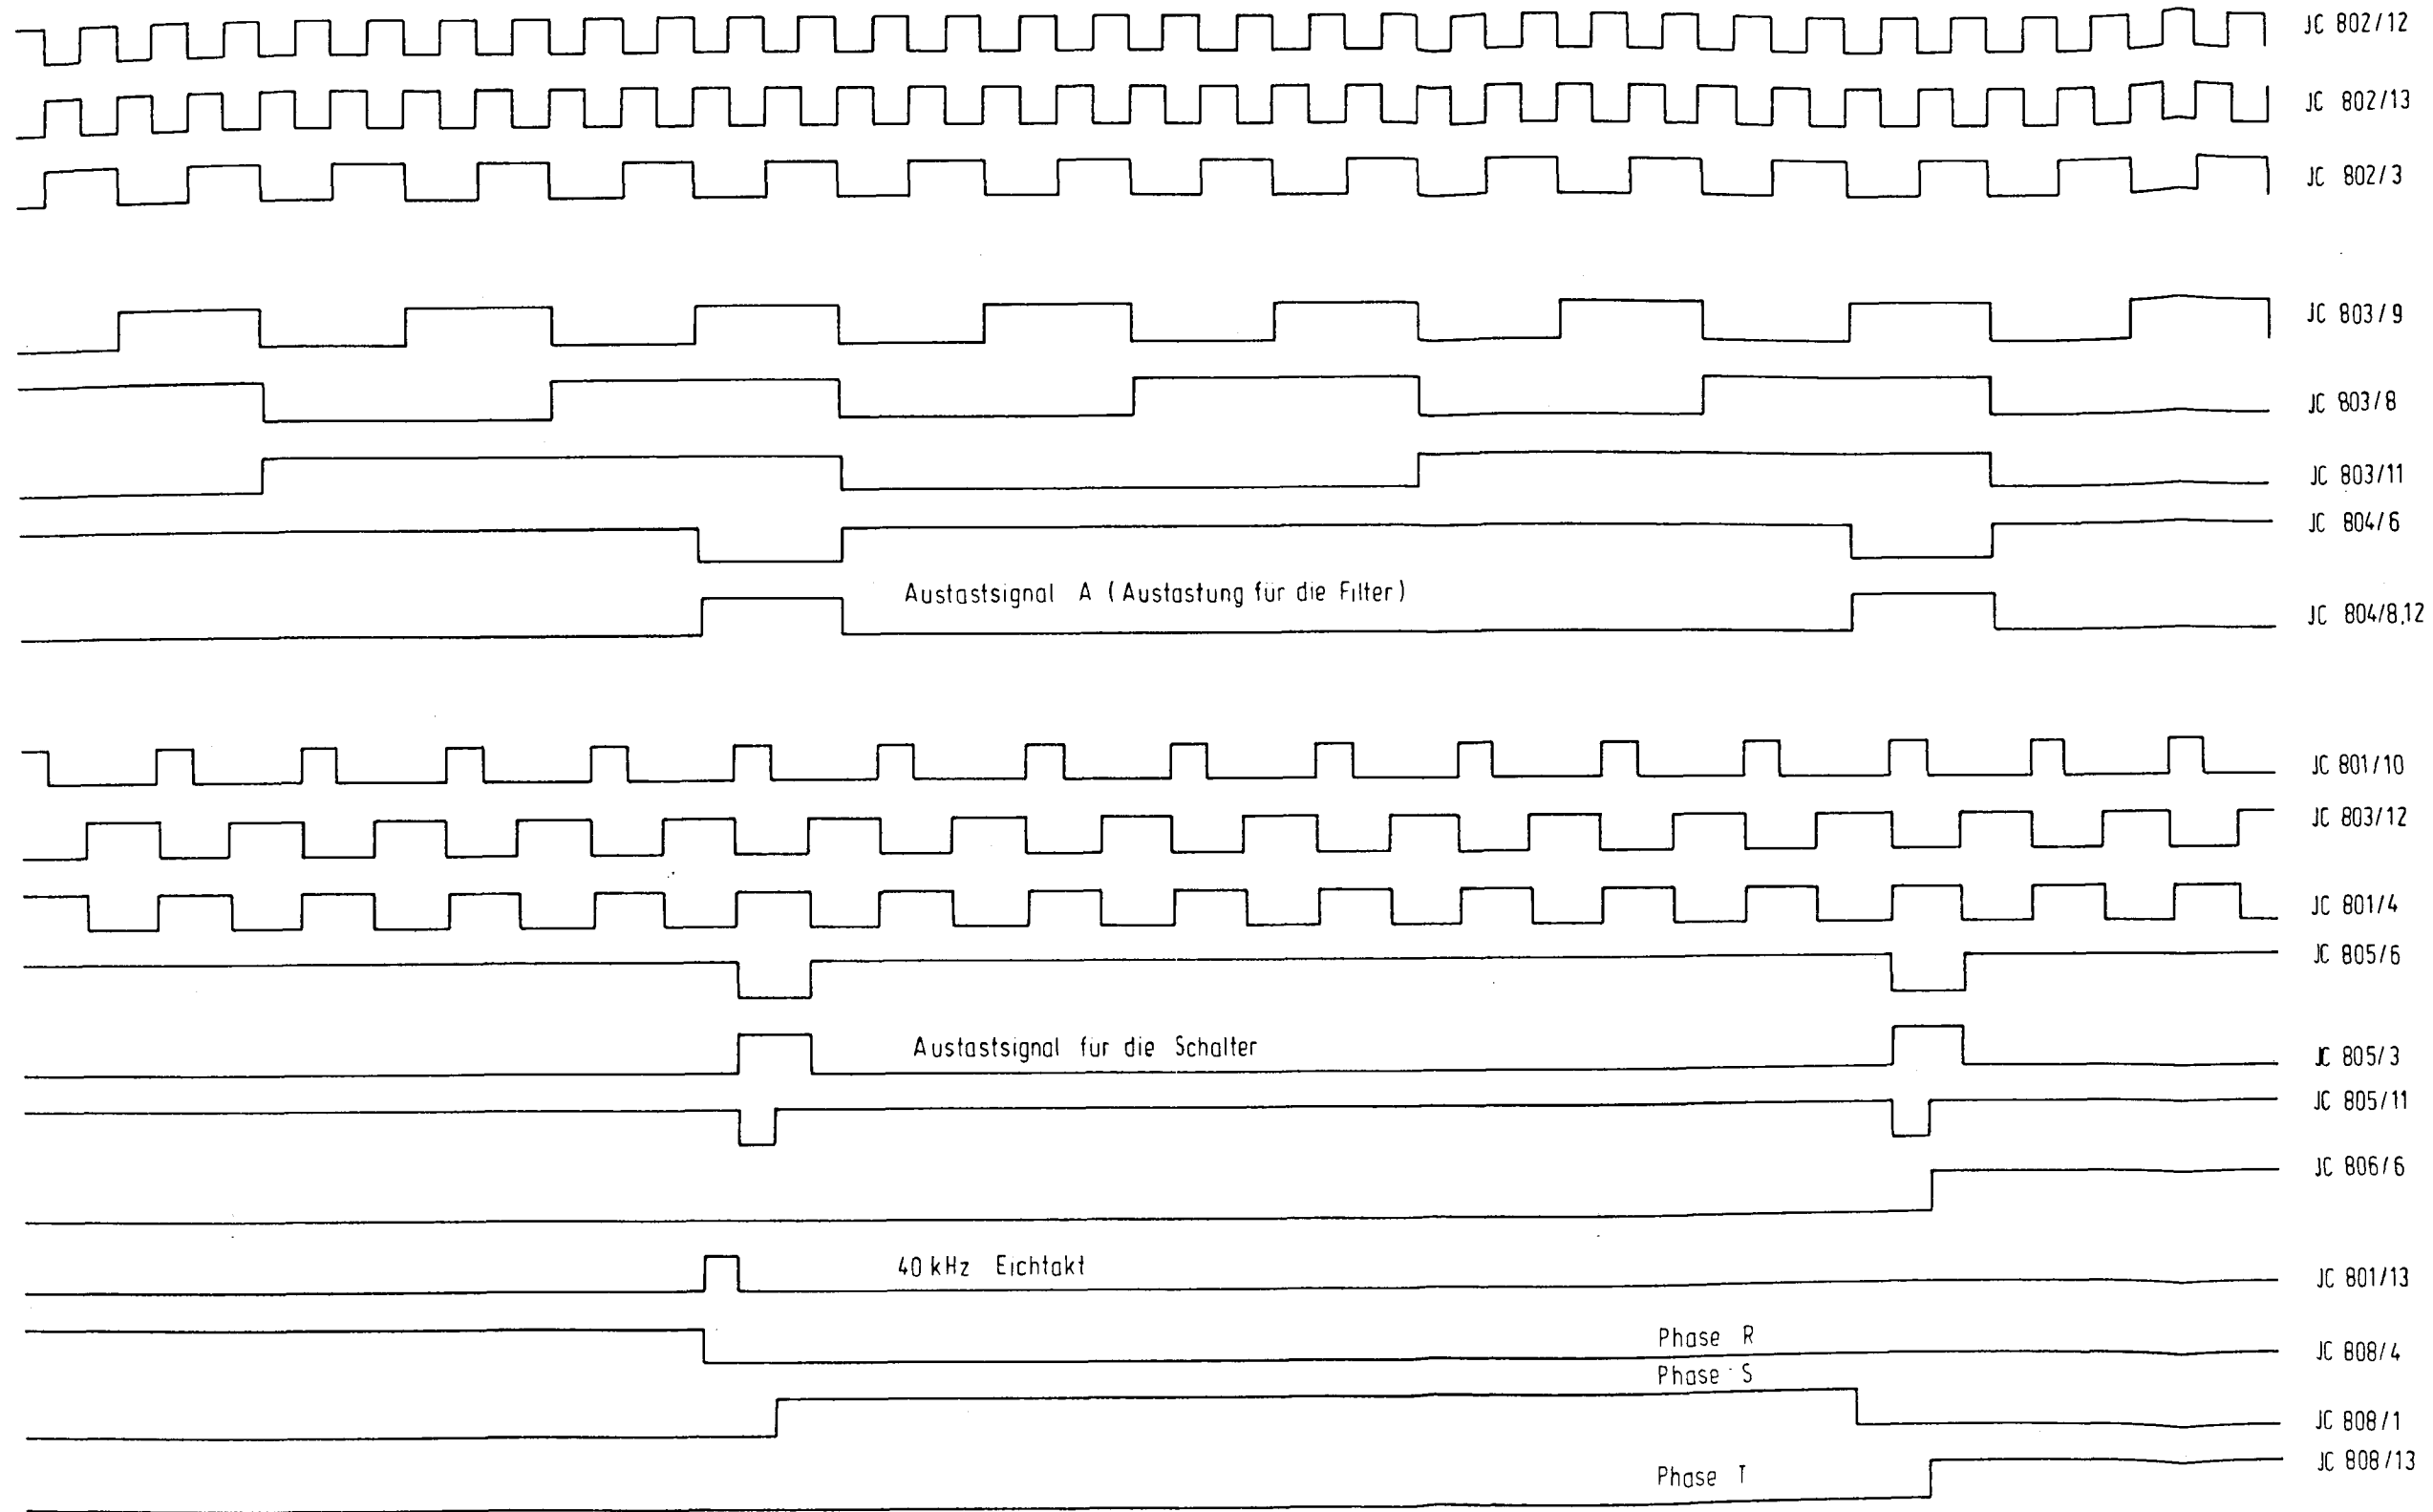 JC 802/12
JC 802/13
JC 802/3
JC 803/9
JC 803/8
JC 803/11
JC 804/6
Austastsignal A (Austastung für die Filter)
JC 804/8,12
JC 801/10
JC 803/12
JC 801/4
JC 805/6
Austastsignal für die Schalter
JC 805/3
JC 805/11
JC 806/6
40 kHz Eichtakt
JC 801/13
Phase R
JC 808/4
Phase S
JC 808/1
JC 808/13
Phase T